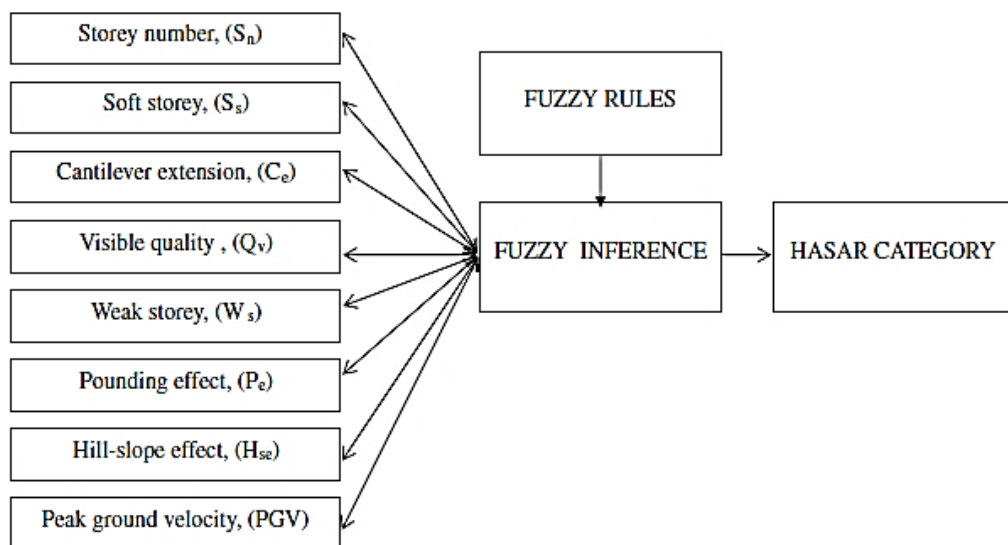 Storey number, (Sn)
Soft storey, (Ss)
Cantilever extension, (Ce)
Visible quality , (Qv)
Weak storey, (Ws)
Pounding effect, (Pe)
Hill-slope effect, (Hse)
Peak ground velocity, (PGV)
FUZZY RULES
FUZZY INFERENCE
HASAR CATEGORY